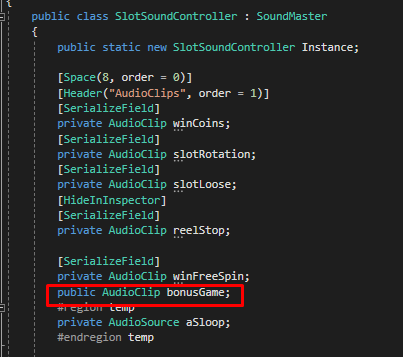 {
public class SlotSoundController : SoundMaster
{
public static new SlotSoundController Instance;
[Space(8, order = 0)]
[Header("AudioClips", order = 1)]
[SerializeField]
private AudioClip winCoins;
[SerializeField]
private AudioClip slotRotation;
[SerializeField]
private AudioClip slotLoose;
[HideInInspector]
[SerializeField]
private AudioClip reelStop;
[SerializeField]
private AudioClip winFreeSpin;
public AudioClip bonusGame;
#region temp
private AudioSource aSloop;
#endregion temp